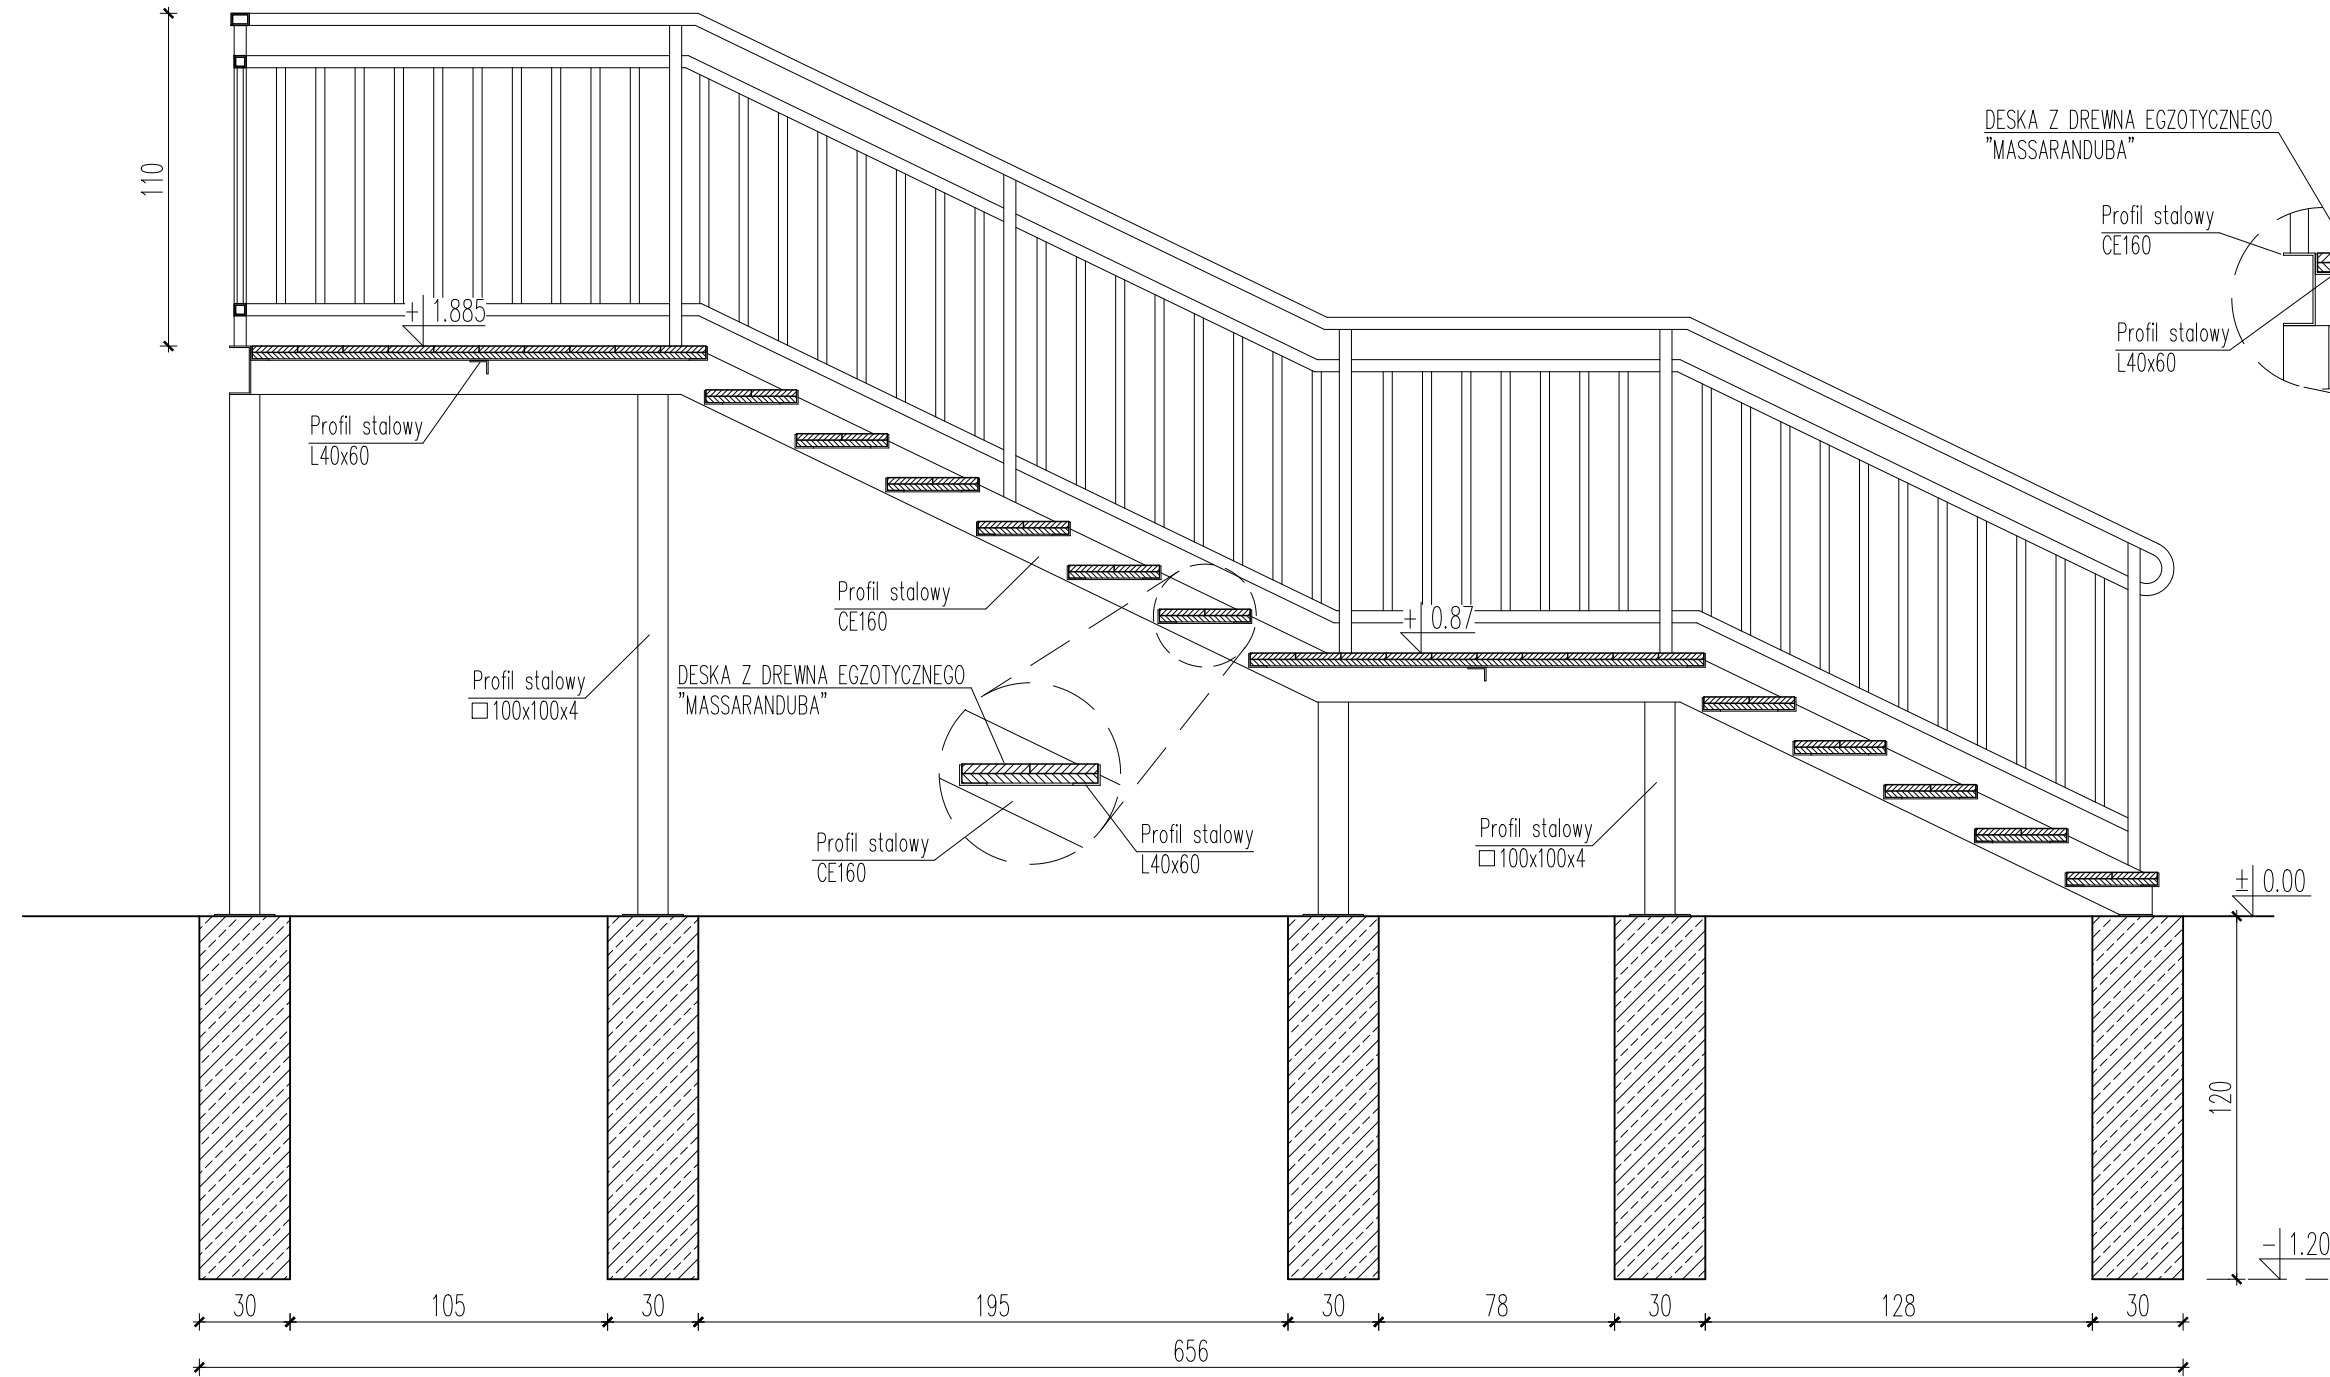 110
DESKA Z DREWNA EGZOTYCZNEGO
"MASSARANDUBA"
Profil stalowy
CE160
Profil stalowy
L40x60
± 1.885
Profil stalowy
L40x60
Profil stalowy
CE160
+ 0.87
Profil stalowy
□100x100x4
DESKA Z DREWNA EGZOTYCZNEGO
"MASSARANDUBA"
Profil stalowy
CE160
Profil stalowy
L40x60
Profil stalowy
□100x100x4
± 0.00
120
- 1.20
30 105 30 195 30 78 30 128 30
656